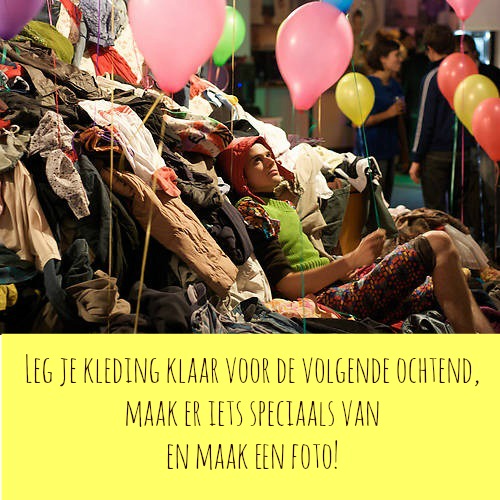 Leg je kleding klaar voor de volgende ochtend,
maak er iets speciaals van
en maak een foto!